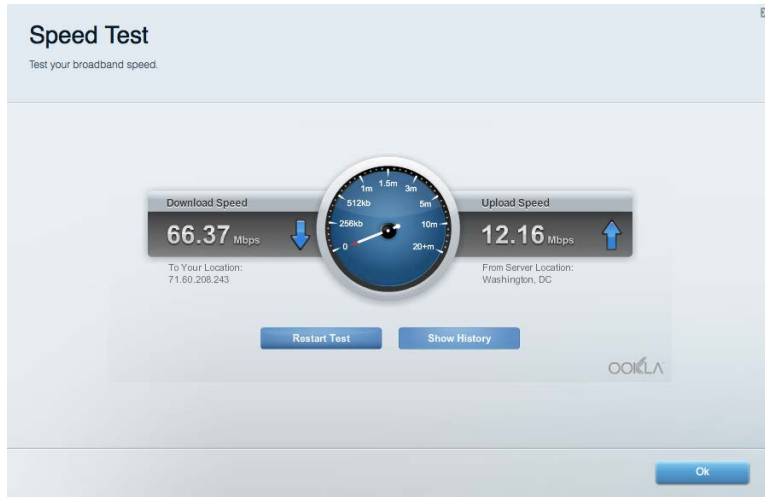 Speed Test
Test your broadband speed.
Download Speed
66.37 Mbps
To Your Location:
71.60.208.243
0
256kb
512kb
1m
1.5m
3m
5m
10m
20+m
Upload Speed
12.16 Mbps
From Server Location:
Washington, DC
Restart Test
Show History
OOKLA
Ok